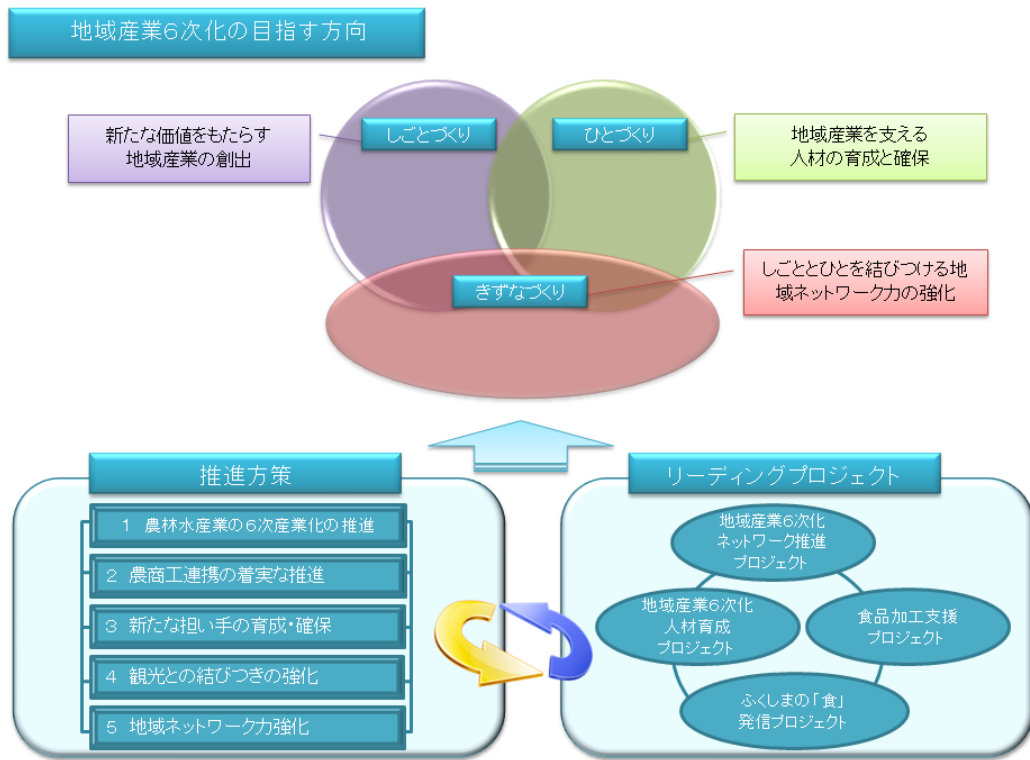 地域産業6次化の目指す方向
新たな価値をもたらす
地域産業の創出
しごとづくり
ひとづくり
地域産業を支える
人材の育成と確保
きずなづくり
しごととひとを結びつける地
域ネットワーク力の強化
推進方策
1 農林水産業の6次産業化の推進
2 農商工連携の着実な推進
3 新たな担い手の育成・確保
4 観光との結びつきの強化
5 地域ネットワーク力強化
リーディングプロジェクト
地域産業6次化
ネットワーク推進
プロジェクト
地域産業6次化
人材育成
プロジェクト
食品加工支援
プロジェクト
ふくしまの「食」
発信プロジェクト